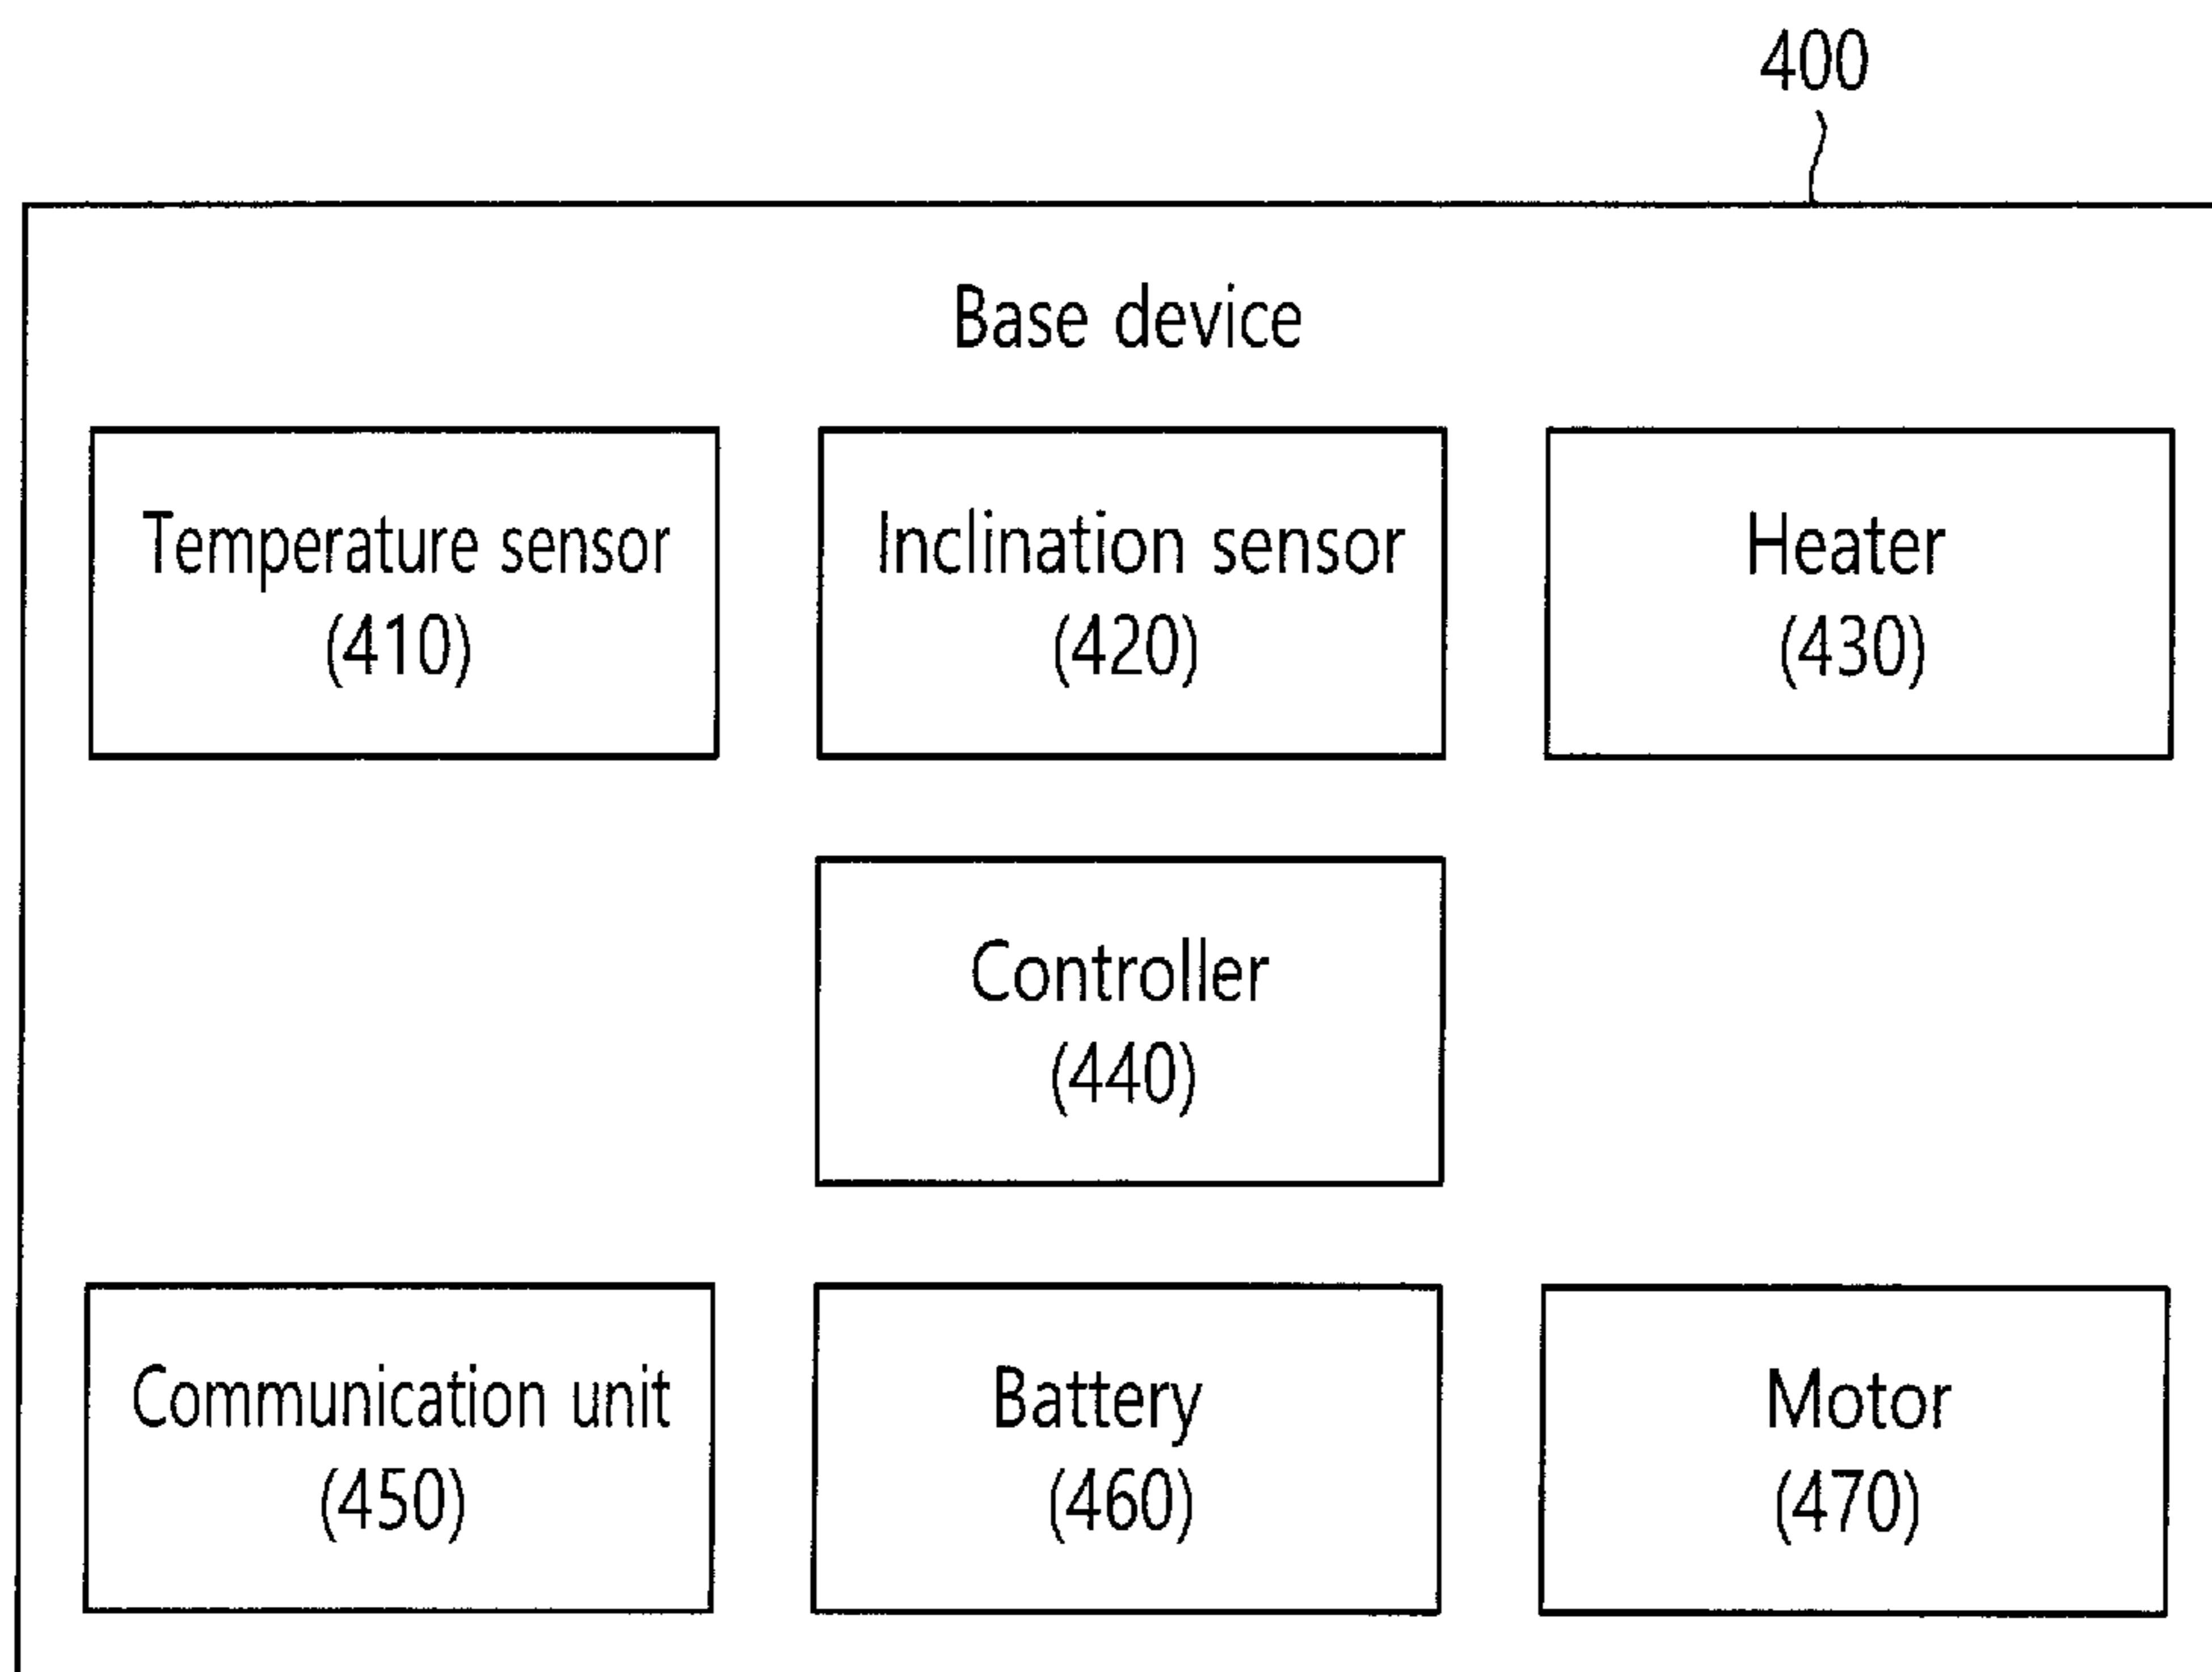 400
Base device
Temperature sensor
(410)
Inclination sensor
(420)
Heater
(430)
Controller
(440)
Communication unit
(450)
Battery
(460)
Motor
(470)